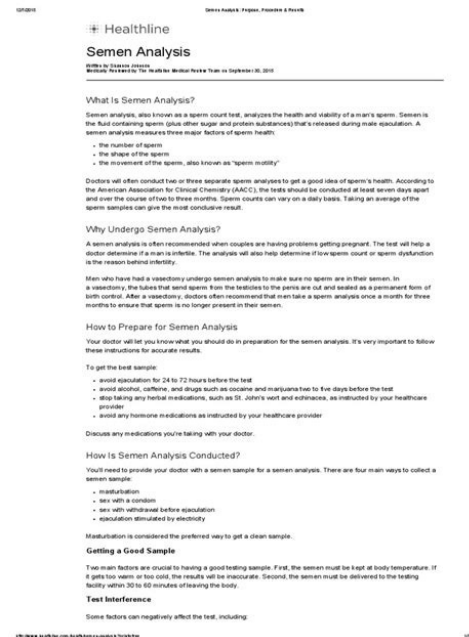 12/7/2015 Semen Analysis: Purpose, Procedure & Results
Healthline
Semen Analysis
Written by Suzanne
Medically Reviewed by The Healthline Medical Review Team on September 30, 2015
What Is Semen Analysis?
Semen analysis, also known as a sperm count test, analyzes the health and viability of a man's sperm. Semen is
the fluid containing sperm (plus other sugar and protein substances) that's released during male ejaculation. A
semen analysis measures three major factors of sperm health:
• the number of sperm
• the shape of the sperm
• the movement of the sperm, also known as "sperm motility"
Doctors will often conduct two or three separate sperm analyses to get a good idea of sperm's health. According to
the American Association for Clinical Chemistry (AACC), the tests should be conducted at least seven days apart
and over the course of two to three months. Sperm counts can vary on a daily basis. Taking an average of the
sperm samples can give the most conclusive result.
Why Undergo Semen Analysis?
A semen analysis is often recommended when couples are having problems getting pregnant. The test will help a
doctor determine if a man is infertile. The analysis will also help determine if low sperm count or sperm dysfunction
is the reason behind infertility.
Men who have had a vasectomy undergo semen analysis to make sure no sperm are in their semen. In
a vasectomy, the tubes that send sperm from the testicles to the penis are cut and sealed as a permanent form of
birth control. After a vasectomy, doctors often recommend that men take a sperm analysis once a month for three
months to ensure that sperm is no longer present in their semen.
How to Prepare for Semen Analysis
Your doctor will let you know what you should do in preparation for the semen analysis. It's very important to follow
these instructions for accurate results.
To get the best sample:
• avoid ejaculation for 24 to 72 hours before the test
• avoid alcohol, caffeine, and drugs such as cocaine and marijuana two to five days before the test
• stop taking any herbal medications, such as St. John's wort and echinacea, as instructed by your healthcare
provider
• avoid any hormone medications as instructed by your healthcare provider
Discuss any medications you're taking with your doctor.
How Is Semen Analysis Conducted?
You'll need to provide your doctor with a semen sample for a semen analysis. There are four main ways to collect a
semen sample:
• masturbation
• sex with a condom
• sex with withdrawal before ejaculation
• ejaculation stimulated by electricity
Masturbation is considered the preferred way to get a clean sample.
Getting a Good Sample
Two main factors are crucial to having a good testing sample. First, the semen must be kept at body temperature. If
it gets too warm or too cold, the results will be inaccurate. Second, the semen must be delivered to the testing
facility within 30 to 60 minutes of leaving the body.
Test Interference
Some factors can negatively affect the test, including: